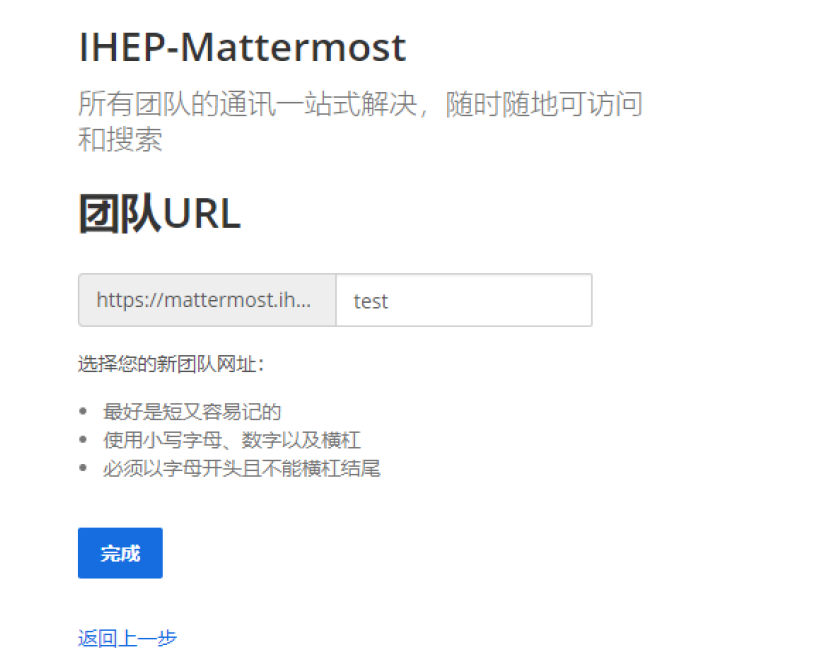 IHEP-Mattermost
所有团队的通讯一站式解决，随时随地可访问
和搜索
团队URL
https://mattermost.ih... test
选择您的新团队网址：
最好是短又容易记的
使用小写字母、数字以及横杠
必须以字母开头且不能横杠结尾
完成
返回上一步